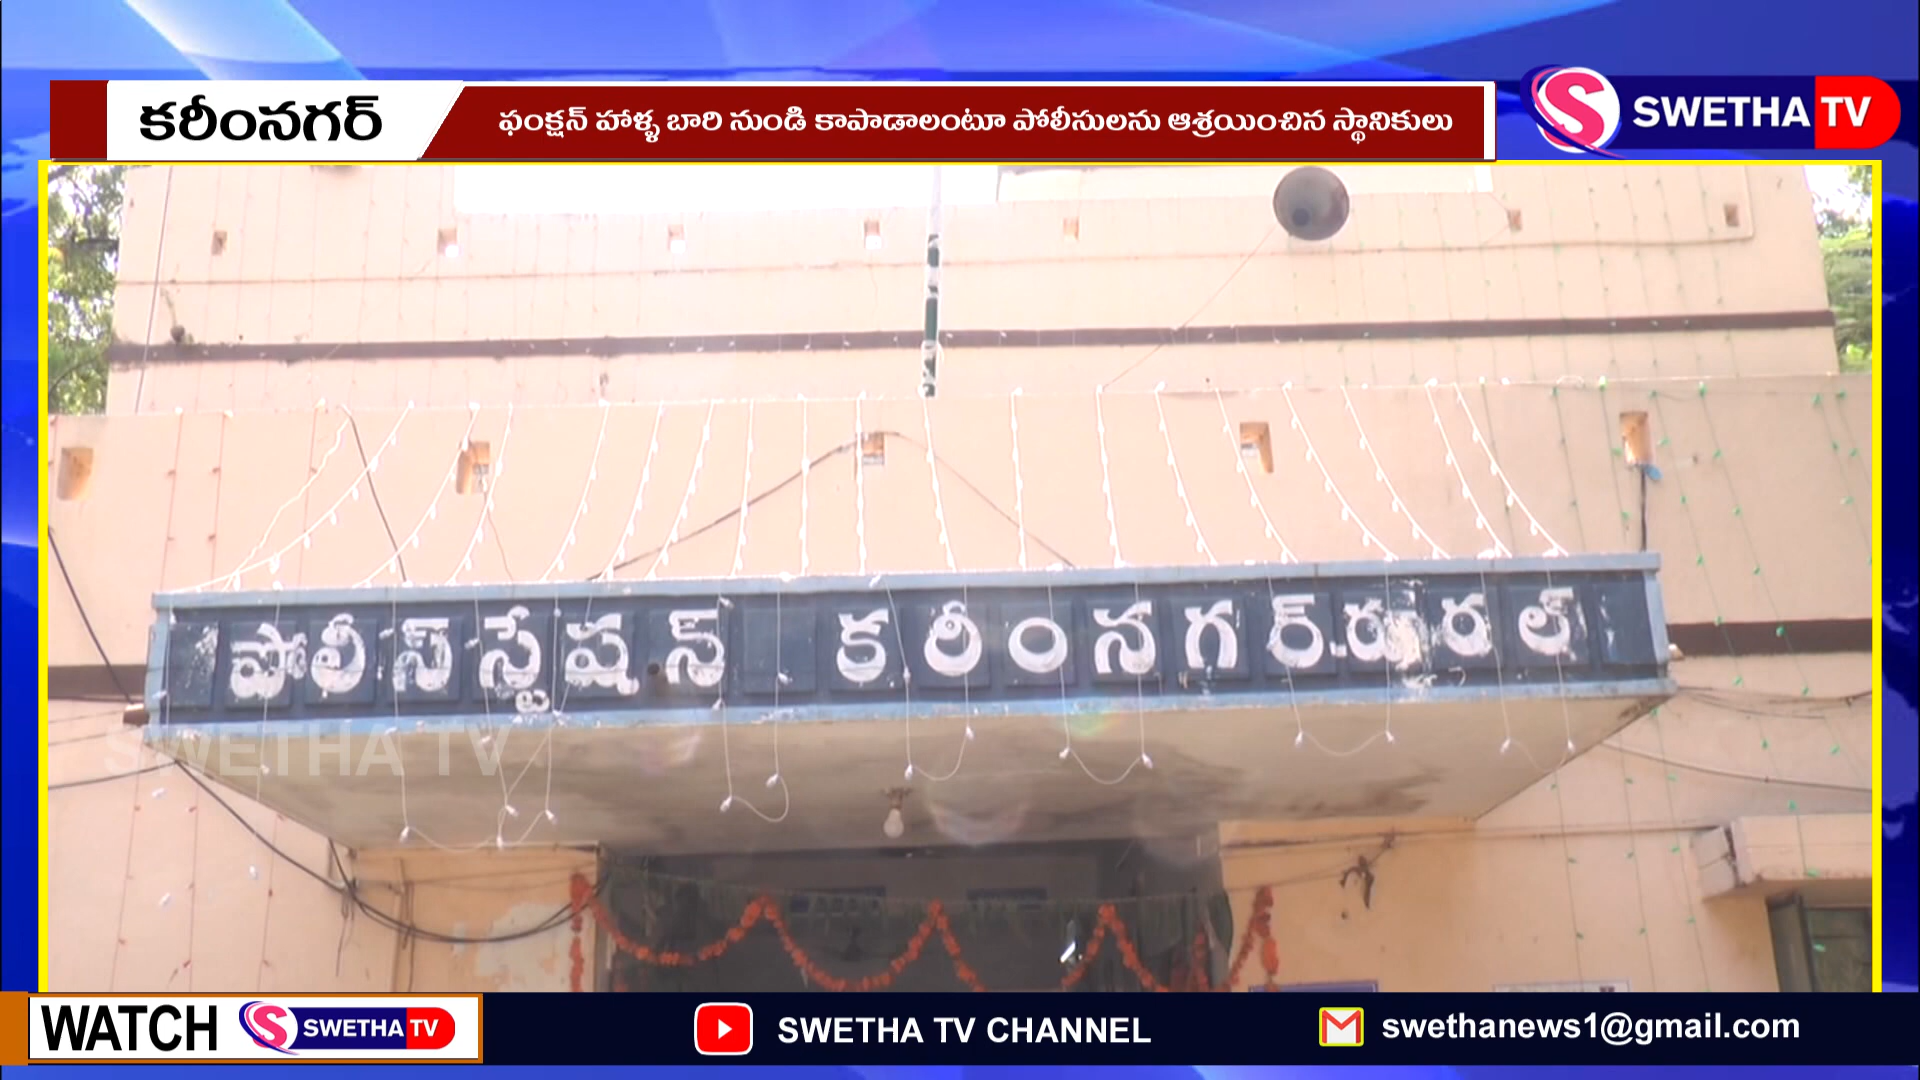 కరీంనగర్
ఫంక్షన్ హాళ్ళ బారి నుండి కాపాడాలంటూ పోలీసులను ఆశ్రయించిన స్థానికులు
SWETHA TV
పోలీస్ స్టేషన్ కరీంనగర్.రూరల్
SWETHA TV
WATCH SWETHA TV
SWETHA TV CHANNEL
swethanews1@gmail.com